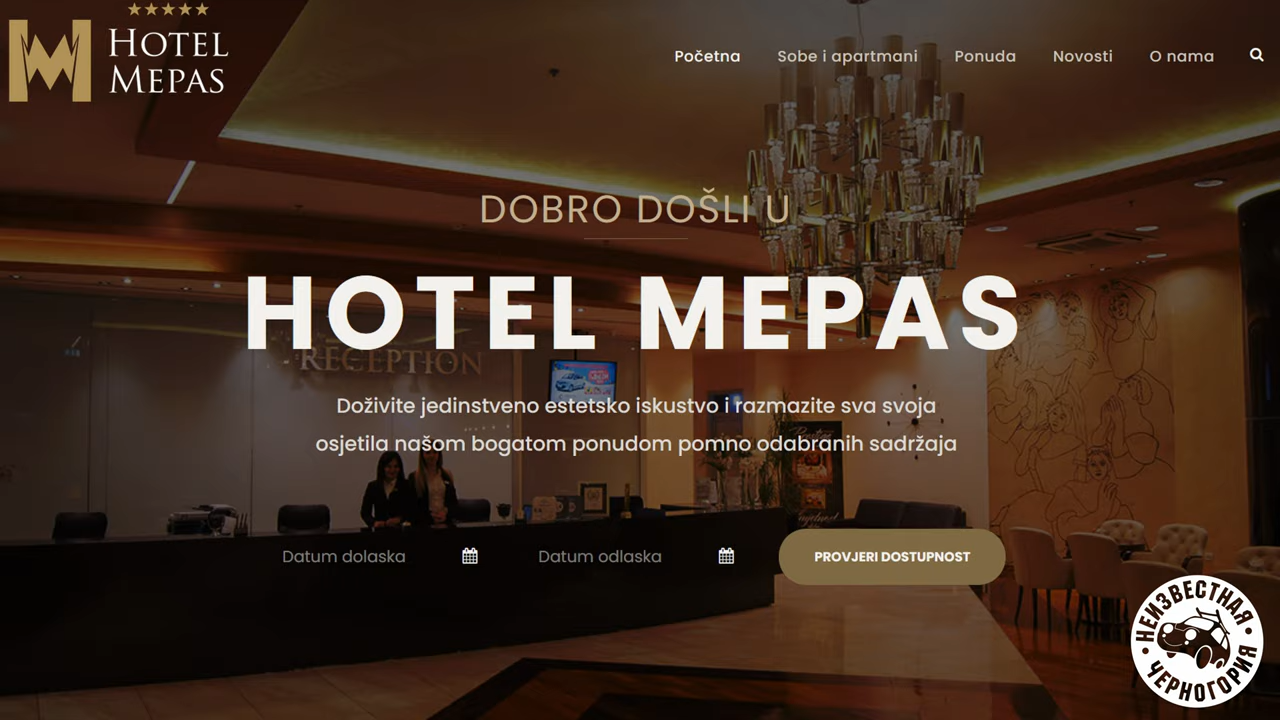 HOTEL
MEPAS
Početna
Sobe i apartmani
Ponuda
Novosti
O nama
DOBRO DOŠLI U
HOTEL MEPAS
RECEPTION
Doživite jedinstveno estetsko iskustvo i razmazite sva svoja
osjetila našom bogatom ponudom pomno odabranih sadržaja
Datum dolaska
Datum odlaska
PROVJERI DOSTUPNOST
НЕИЗВЕСТНАЯ
ЧЕРНОГОРИЯ